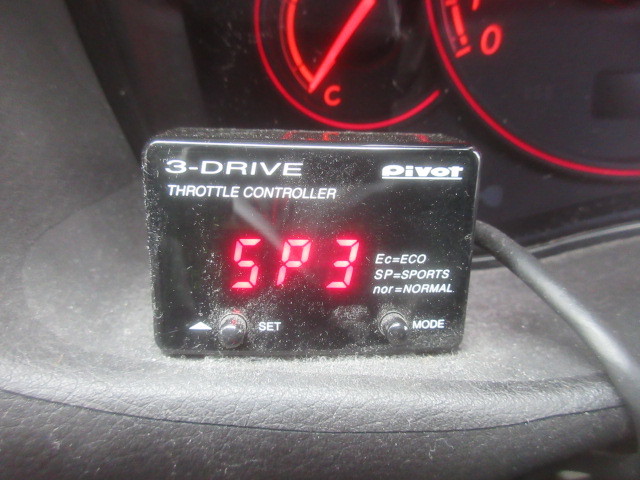 C
0
3-DRIVE
PIVOT
THROTTLE CONTROLLER
SP3
Ec=ECO
SP=SPORTS
nor=NORMAL
SET
MODE